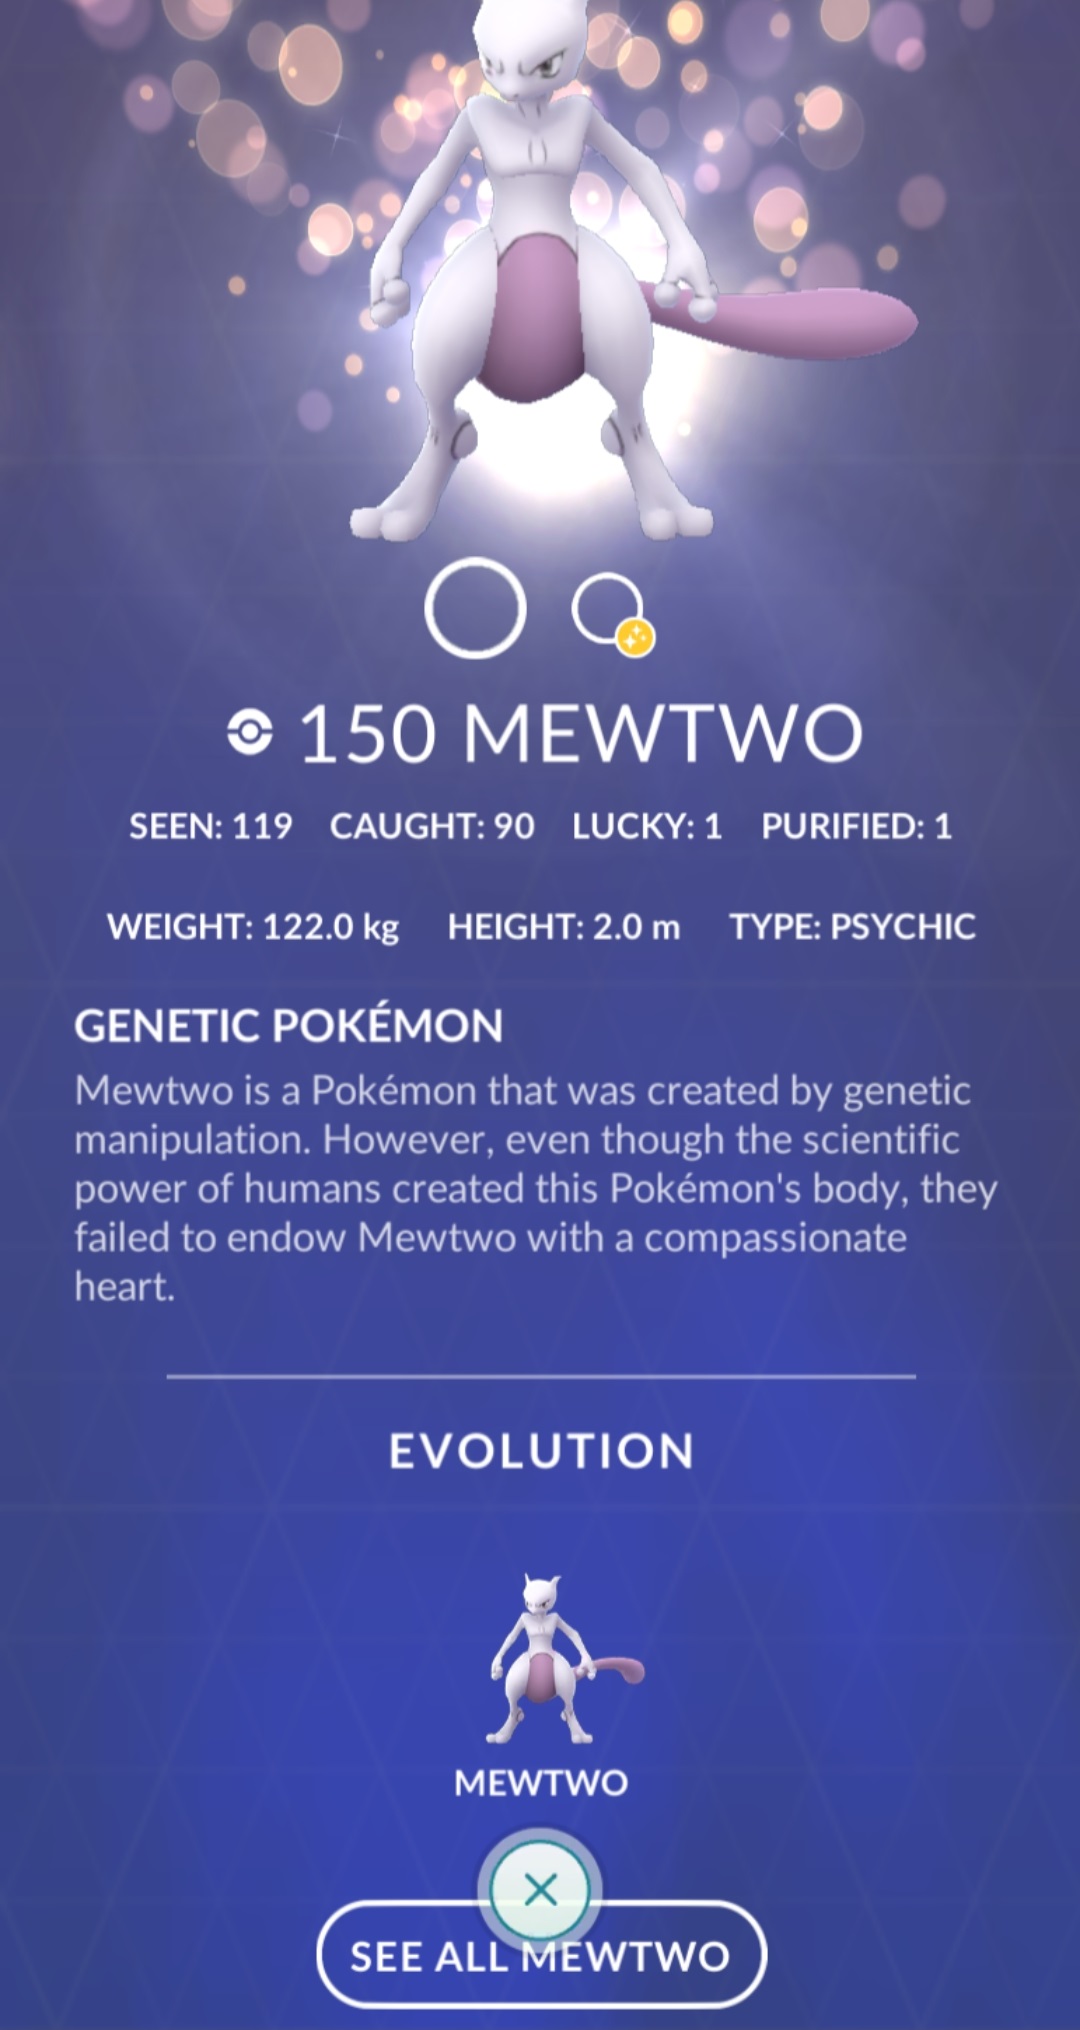 150 MEWTWO
SEEN: 119 CAUGHT: 90 LUCKY: 1 PURIFIED: 1
WEIGHT: 122.0 kg HEIGHT: 2.0 m TYPE: PSYCHIC
GENETIC POKÉMON
Mewtwo is a Pokémon that was created by genetic
manipulation. However, even though the scientific
power of humans created this Pokémon's body, they
failed to endow Mewtwo with a compassionate
heart.
EVOLUTION
MEWTWO
SEE ALL MEWTWO